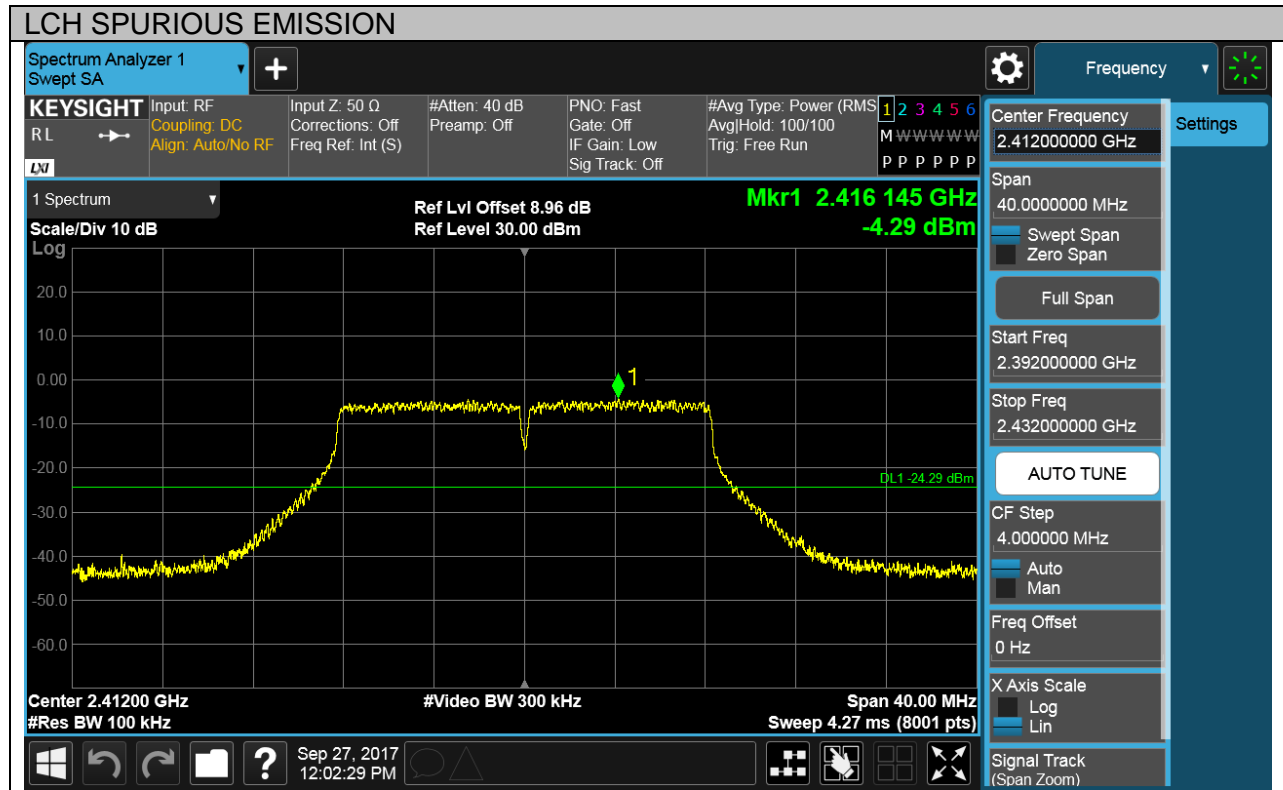 LCH SPURIOUS EMISSION
Spectrum Analyzer 1
Swept SA
Frequency
KEYSIGHT
R L
LXI
Input: RF
Coupling: DC
Align: Auto/No RF
Input Z: 50 Ω
Corrections: Off
Freq Ref: Int (S)
#Atten: 40 dB
Preamp: Off
PNO: Fast
Gate: Off
IF Gain: Low
Sig Track: Off
#Avg Type: Power (RMS
Avg|Hold: 100/100
Trig: Free Run
1 2 3 4 5 6
M W W W W W
P P P P P P
1 Spectrum
Scale/Div 10 dB
Ref Lvl Offset 8.96 dB
Ref Level 30.00 dBm
Mkr1 2.416 145 GHz
-4.29 dBm
Log
20.0
10.0
0.00
-10.0
-20.0
-30.0
-40.0
-50.0
-60.0
1
DL1 -24.29 dBm
Center 2.41200 GHz
#Video BW 300 kHz
Span 40.00 MHz
#Res BW 100 kHz
Sweep 4.27 ms (8001 pts)
?
Sep 27, 2017
12:02:29 PM
Center Frequency
2.412000000 GHz
Settings
Span
40.0000000 MHz
Swept Span
Zero Span
Full Span
Start Freq
2.392000000 GHz
Stop Freq
2.432000000 GHz
AUTO TUNE
CF Step
4.000000 MHz
Auto
Man
Freq Offset
0 Hz
X Axis Scale
Log
Lin
Signal Track
(Span Zoom)